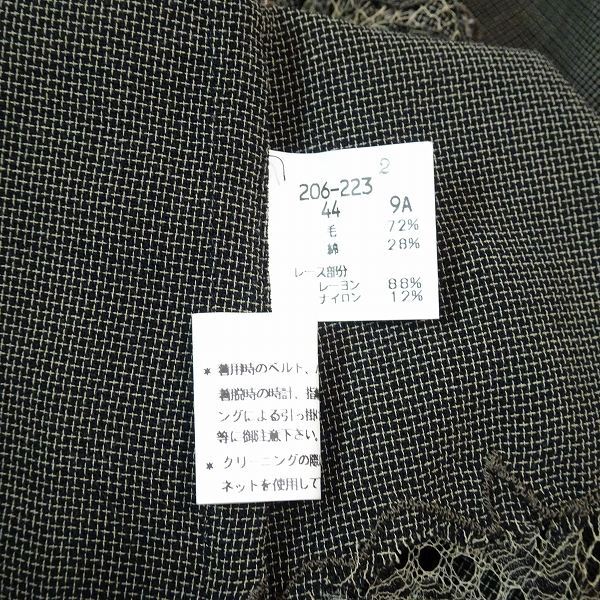 2
206-223
44 9A
毛 72%
綿 28%
レース部分
レーヨン 88%
ナイロン 12%
* 着用時のベルト、
着脱時の時計、指
ングによる引っ掛
等に御注意下さい。
* クリーニングの際
ネットを使用して